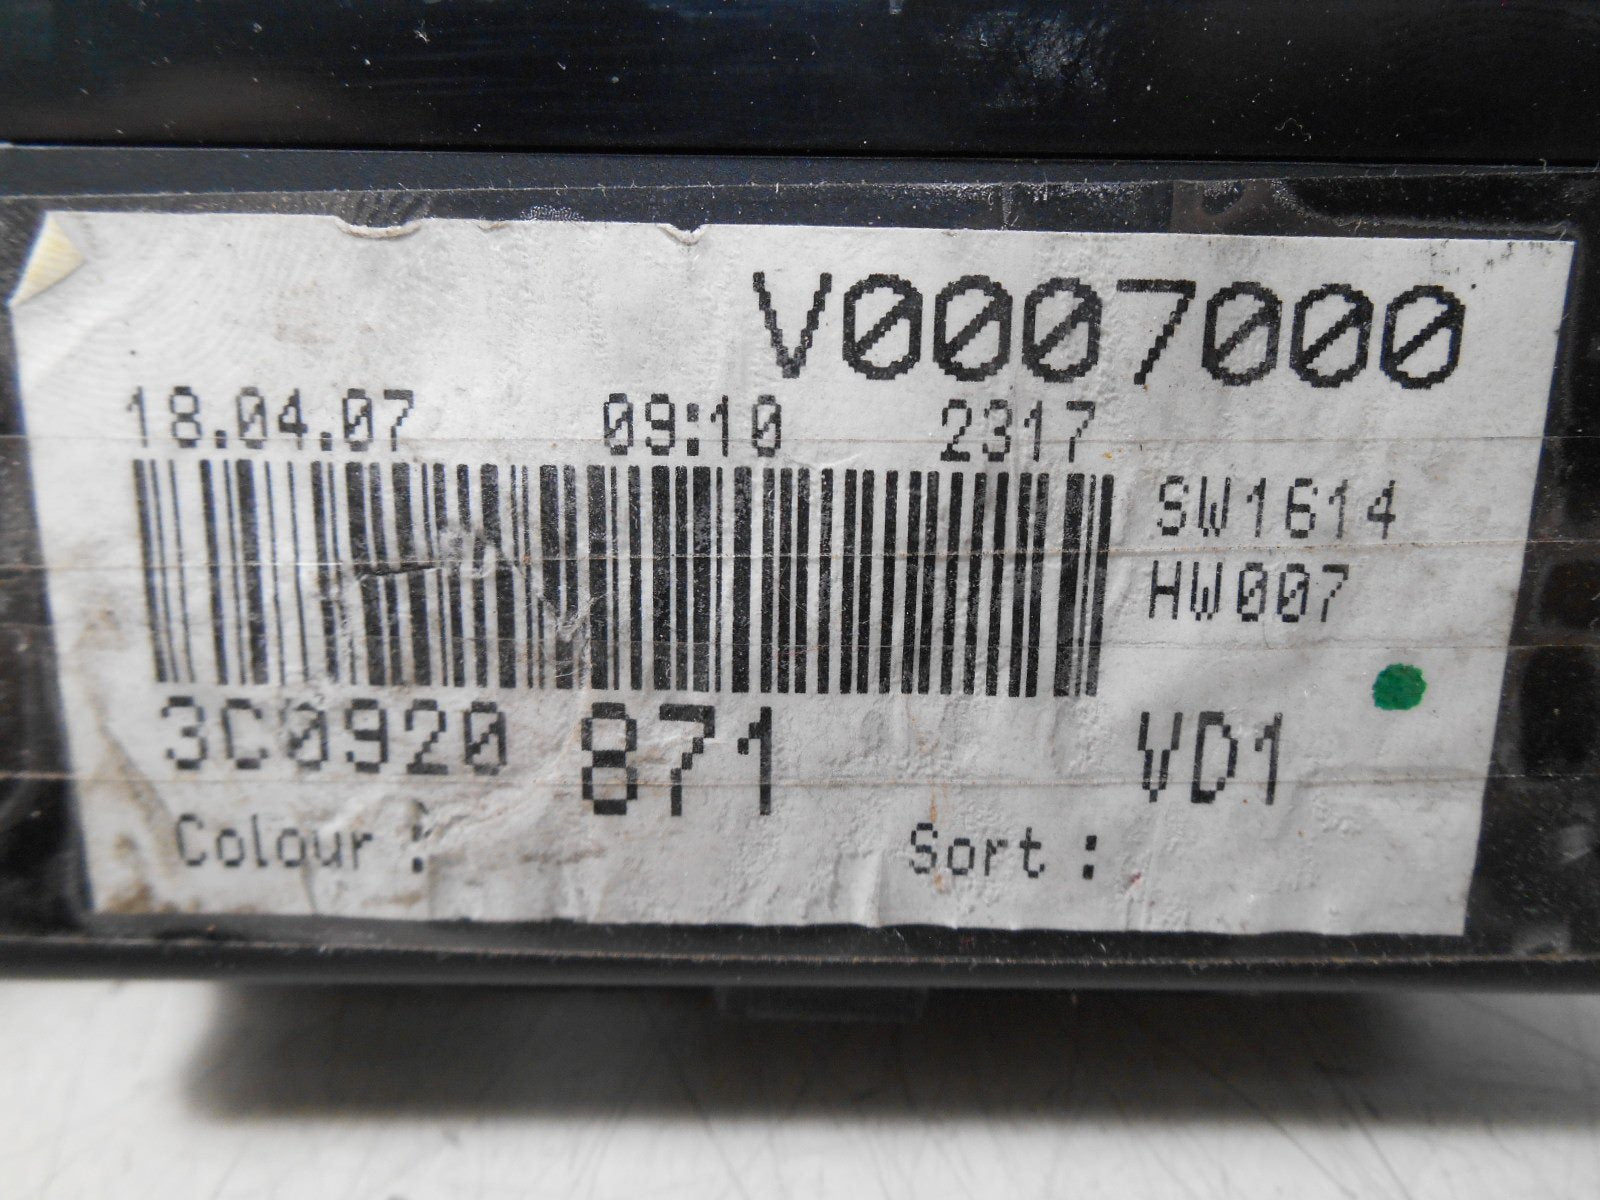 V0007000
18.04.07 09:10 2317
SW1614
HW007
3C0920 871 VD1
Colour : Sort :